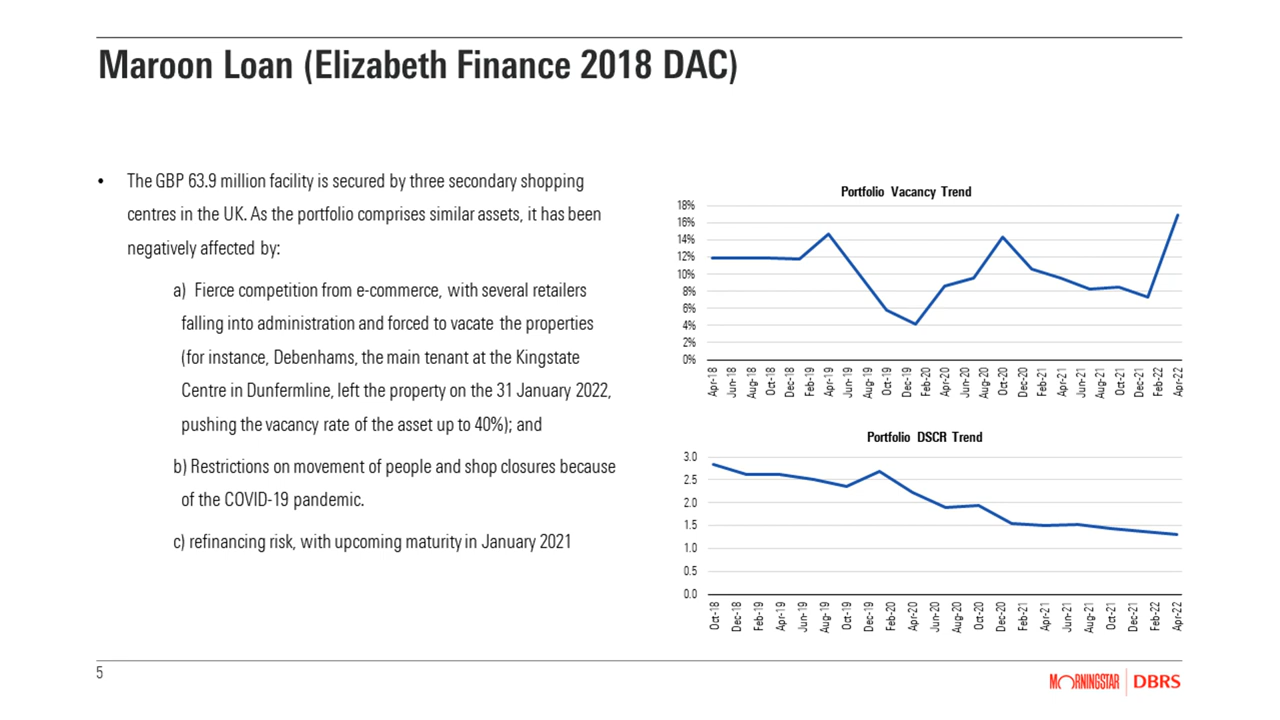 Maroon Loan (Elizabeth Finance 2018 DAC)
• The GBP 63.9 million facility is secured by three secondary shopping
centres in the UK. As the portfolio comprises similar assets, it has been
negatively affected by:
a) Fierce competition from e-commerce, with several retailers
falling into administration and forced to vacate the properties
(for instance, Debenhams, the main tenant at the Kingstate
Centre in Dunfermline, left the property on the 31 January 2022,
pushing the vacancy rate of the asset up to 40%); and
b) Restrictions on movement of people and shop closures because
of the COVID-19 pandemic.
c) refinancing risk, with upcoming maturity in January 2021
Portfolio Vacancy Trend
18%
16%
14%
12%
10%
8%
6%
4%
2%
0%
Apr-18 Jun-18 Aug-18 Oct-18 Dec-18 Feb-19 Apr-19 Jun-19 Aug-19 Oct-19 Dec-19 Feb-20 Apr-20 Jun-20 Aug-20 Oct-20 Dec-20 Feb-21 Apr-21 Jun-21 Aug-21 Oct-21 Dec-21 Feb-22 Apr-22
Portfolio DSCR Trend
3.0
2.5
2.0
1.5
1.0
0.5
0.0
Oct-18 Dec-18 Feb-19 Apr-19 Jun-19 Aug-19 Oct-19 Dec-19 Feb-20 Apr-20 Jun-20 Aug-20 Oct-20 Dec-20 Feb-21 Apr-21 Jun-21 Aug-21 Oct-21 Dec-21 Feb-22 Apr-22
5
MORNINGSTAR | DBRS